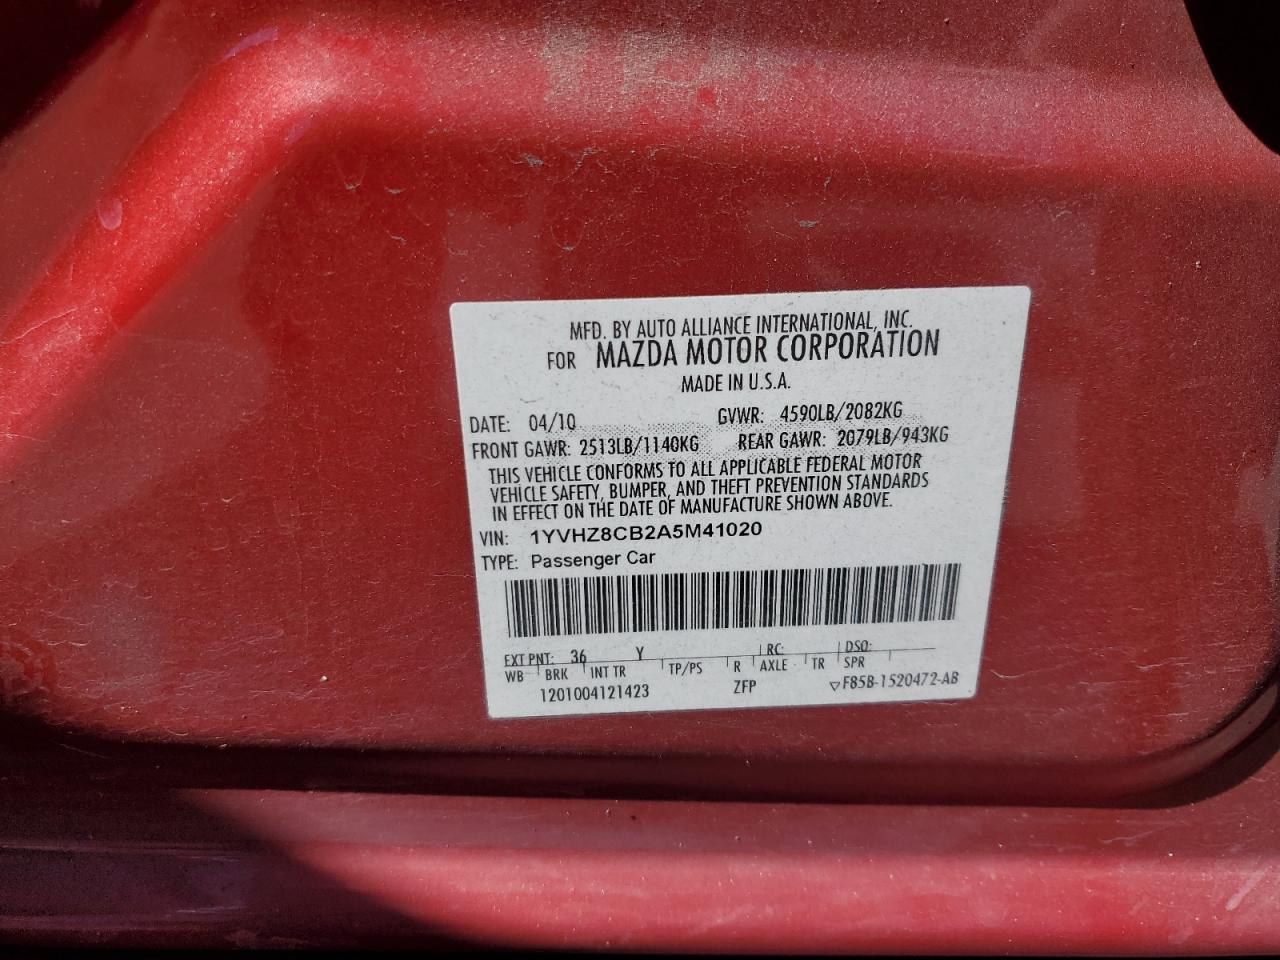 MFD. BY AUTO ALLIANCE INTERNATIONAL, INC.
FOR MAZDA MOTOR CORPORATION
MADE IN U.S.A.
DATE: 04/10 GVWR: 4590LB/2082KG
FRONT GAWR: 2513LB/1140KG REAR GAWR: 2079LB/943KG
THIS VEHICLE CONFORMS TO ALL APPLICABLE FEDERAL MOTOR
VEHICLE SAFETY, BUMPER, AND THEFT PREVENTION STANDARDS
IN EFFECT ON THE DATE OF MANUFACTURE SHOWN ABOVE.
VIN: 1YVHZ8CB2A5M41020
TYPE: Passenger Car
EXT PNT: 36 Y RC: DSO:
WB BRK INT TR TP/PS R AXLE TR SPR
1201004121423 ZFP ▽F85B-1520472-AB